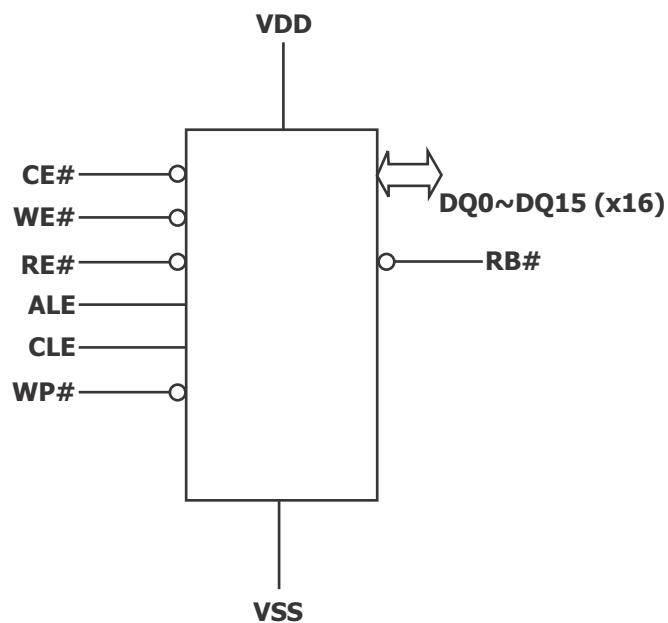 VDD
CE#
WE#
RE#
ALE
CLE
WP#
DQ0~DQ15 (x16)
RB#
VSS